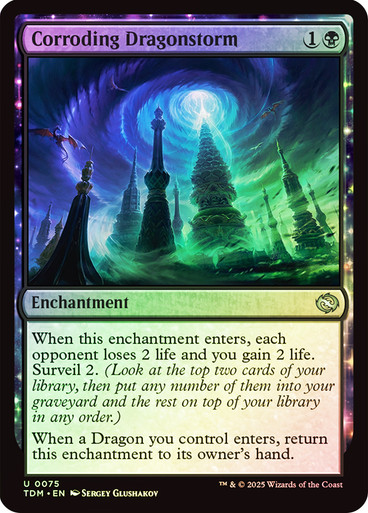 Corroding Dragonstorm 1
Enchantment
When this enchantment enters, each
opponent loses 2 life and you gain 2 life.
Surveil 2. (Look at the top two cards of your
library, then put any number of them into your
graveyard and the rest on top of your library
in any order.)
When a Dragon you control enters, return
this enchantment to its owner's hand.
U 0075
TDM • EN Sergey Glushakov
™ & © 2025 Wizards of the Coast